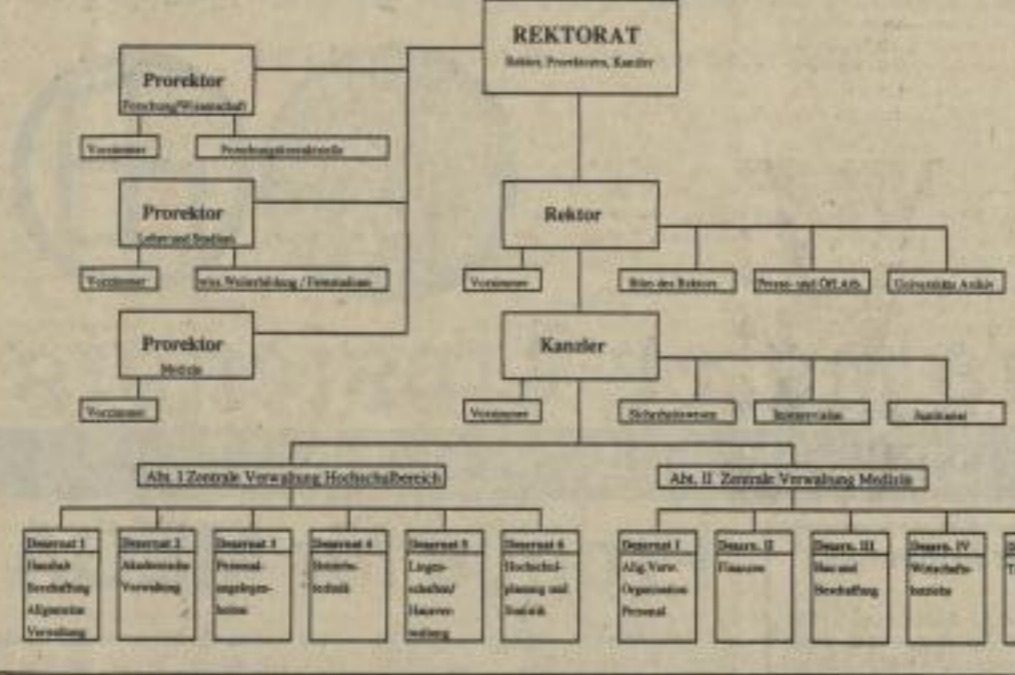 REKTORAT
Rektor, Prorektoren, Kanzler
Prorektor
Forschung/Wissenschaft
Vorzimmer
Prorektor
Lehre und Studium
Vorzimmer
wiss. Weiterbildung / Fernstudium
Prorektor
Medizin
Vorzimmer
Rektor
Vorzimmer
Büro des Rektors
Presse- und Öff.Arb.
Universitäts Archiv
Kanzler
Vorzimmer
Sicherheitswesen
Justitiariat
Abt. I Zentrale Verwaltung Hochschulbereich
Abt. II Zentrale Verwaltung Medizin
Dezernat 1
Haushalt
Beschaffung
Allgemeine
Verwaltung
Dezernat 2
Akademische
Verwaltung
Dezernat 3
Personal-
angelegen-
heiten
Dezernat 4
Betriebs-
technik
Dezernat 5
Liegen-
schaften/
Hausver-
waltung
Dezernat 6
Hochschul-
planung und
Statistik
Dezernat I
Allg.Verw.
Organisation
Personal
Dezern. II
Finanzen
Dezern. III
Bau und
Beschaffung
Dezern. IV
Wirtschafts-
betriebe